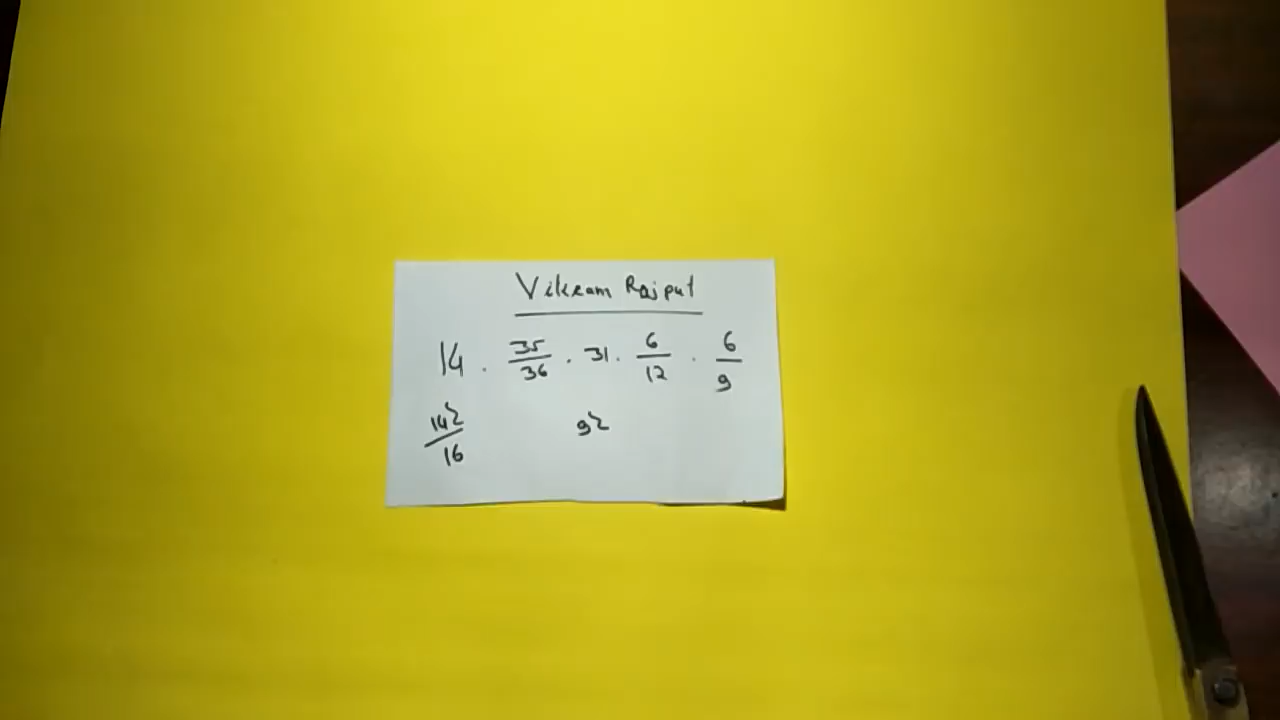 Vikram Rajput
14 . 35/36 . 31 . 6/12 . 6/9
142/16 92